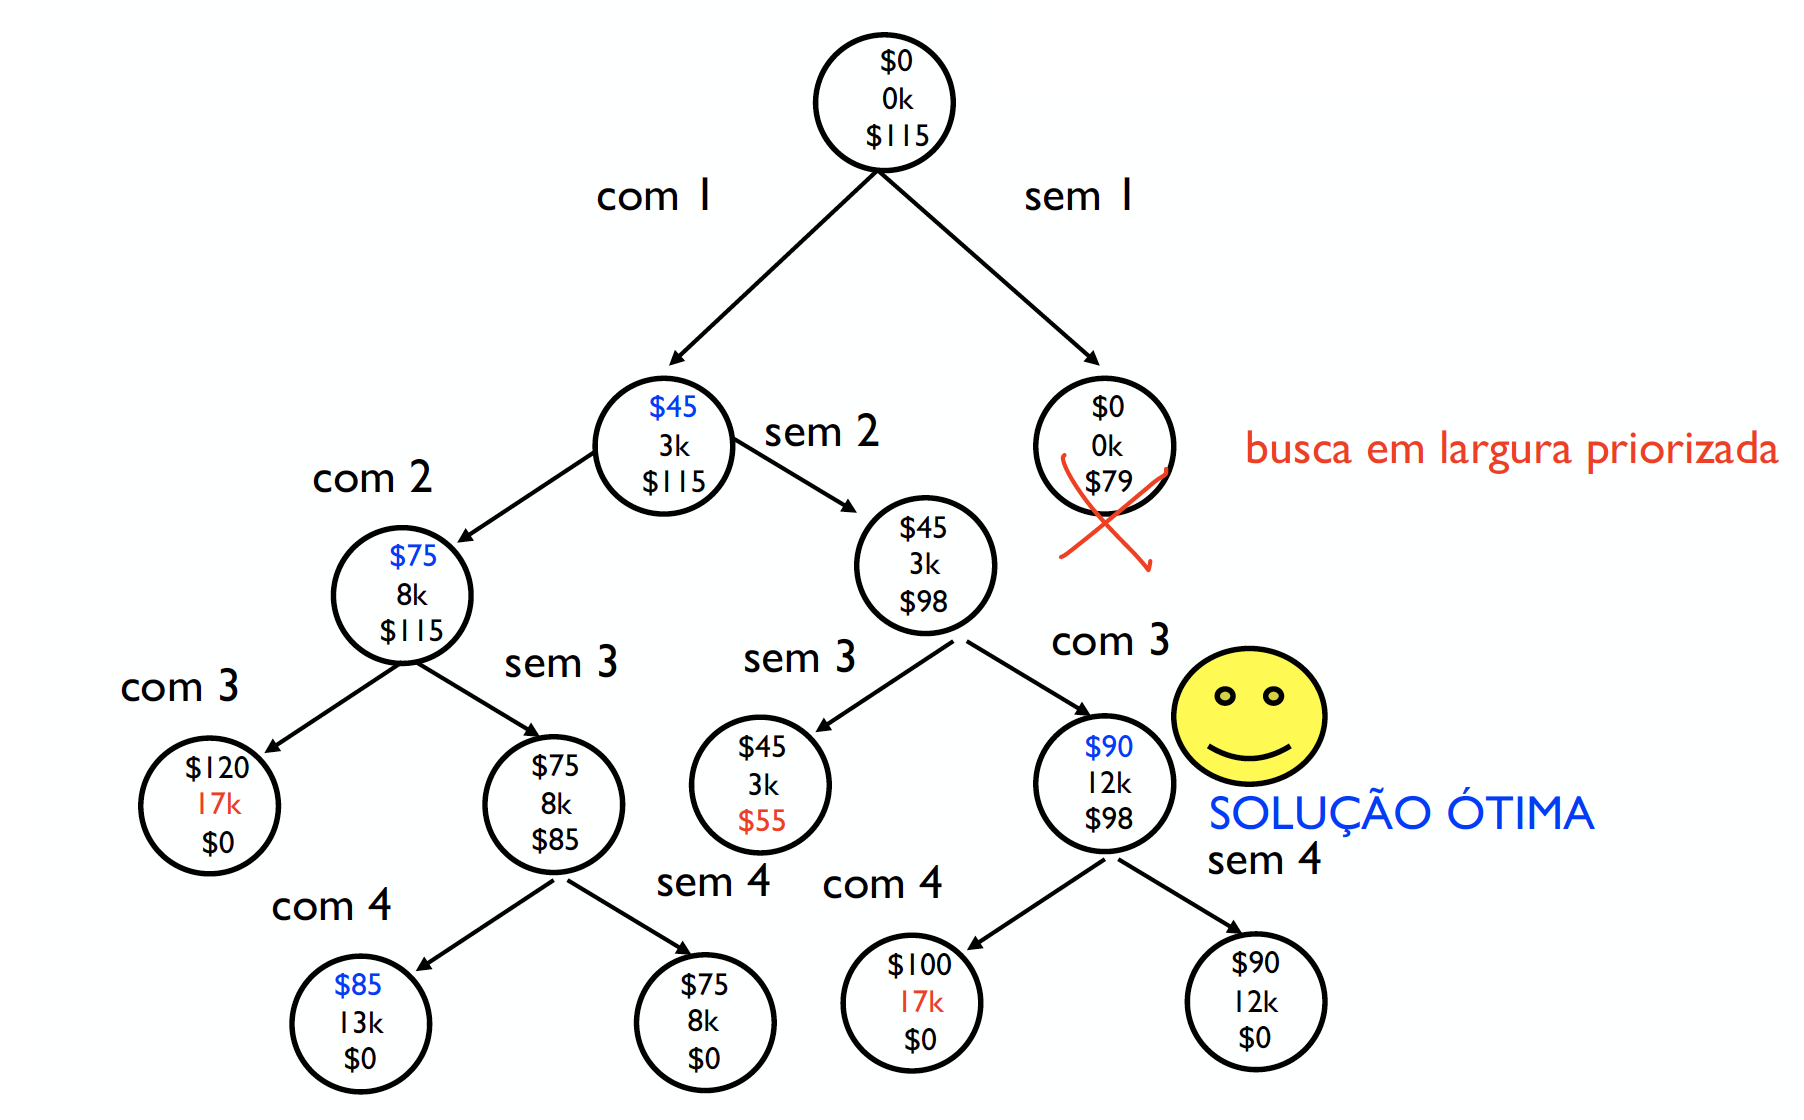 $0
0k
$115
com 1
sem 1
$45
3k
$115
$0
0k
$79
busca em largura priorizada
com 2
sem 2
$75
8k
$115
$45
3k
$98
com 3
sem 3
sem 3
com 3
$120
17k
$0
$75
8k
$85
$45
3k
$55
$90
12k
$98
SOLUÇÃO ÓTIMA
com 4
sem 4
com 4
sem 4
$85
13k
$0
$75
8k
$0
$100
17k
$0
$90
12k
$0